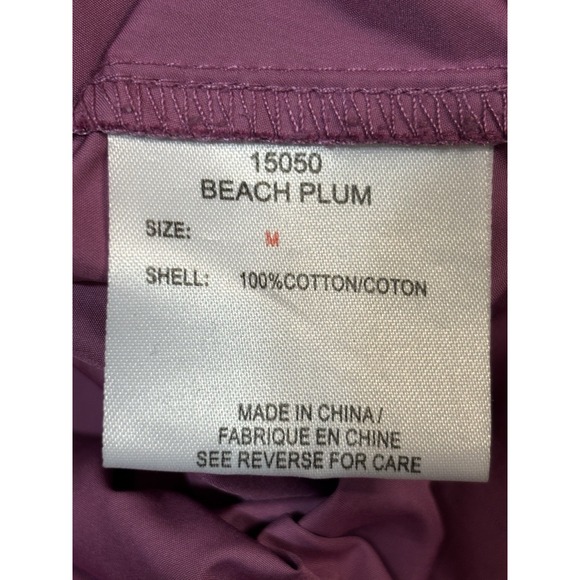 15050
BEACH PLUM
SIZE: M
SHELL: 100%COTTON/COTON
MADE IN CHINA/
FABRIQUE EN CHINE
SEE REVERSE FOR CARE